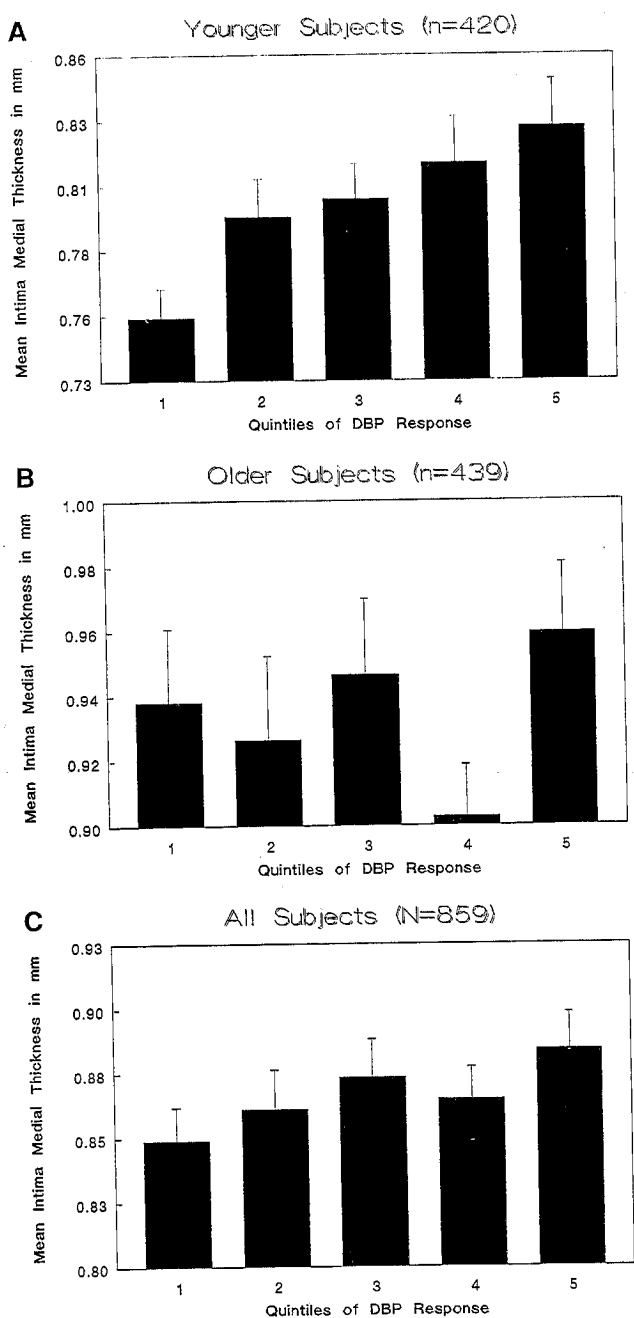 A
Younger Subjects (n=420)
Mean Intima Medial Thickness in mm
0.86
0.83
0.81
0.78
0.76
0.73
1 2 3 4 5
Quintiles of DBP Response
B
Older Subjects (n=439)
Mean Intima Medial Thickness in mm
1.00
0.98
0.96
0.94
0.92
0.90
1 2 3 4 5
Quintiles of DBP Response
C
All Subjects (N=859)
Mean Intima Medial Thickness in mm
0.93
0.90
0.88
0.85
0.83
0.80
1 2 3 4 5
Quintiles of DBP Response